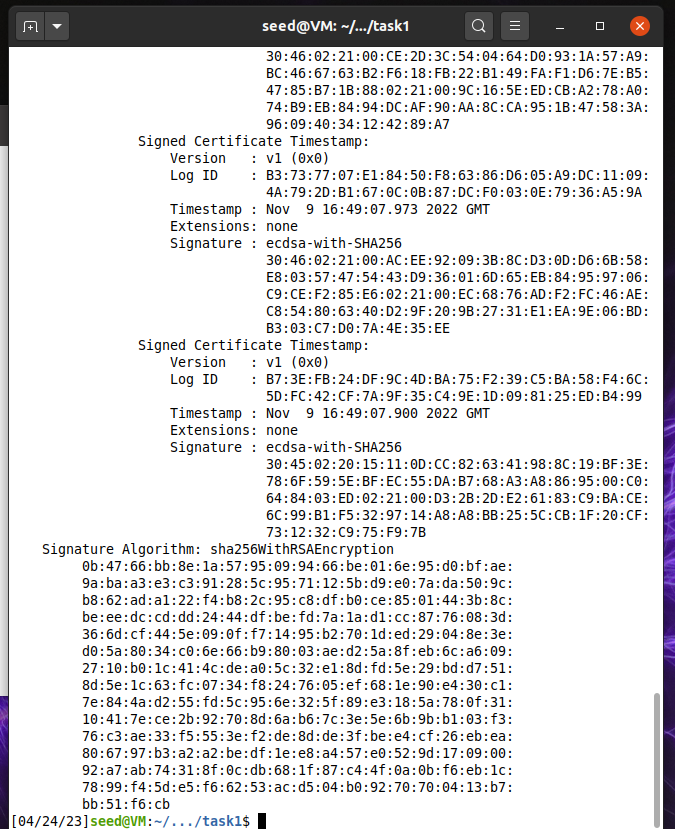 seed@VM: ~/.../task1
30:46:02:21:00:CE:2D:3C:54:04:64:D0:93:1A:57:A9:
BC:46:67:63:B2:F6:18:FB:22:B1:49:FA:F1:D6:7E:B5:
47:85:B7:1B:88:02:21:00:9C:16:5E:ED:CB:A2:78:A0:
74:B9:EB:84:94:DC:AF:90:AA:8C:CA:95:1B:47:58:3A:
96:09:40:34:12:42:89:A7
Signed Certificate Timestamp:
Version : v1 (0x0)
Log ID : B3:73:77:07:E1:84:50:F8:63:86:D6:05:A9:DC:11:09:
4A:79:2D:B1:67:0C:0B:87:DC:F0:03:0E:79:36:A5:9A
Timestamp : Nov 9 16:49:07.973 2022 GMT
Extensions: none
Signature : ecdsa-with-SHA256
30:46:02:21:00:AC:EE:92:09:3B:8C:D3:0D:D6:6B:58:
E8:03:57:47:54:43:D9:36:01:6D:65:EB:84:95:97:06:
C9:CE:F2:85:E6:02:21:00:EC:68:76:AD:F2:FC:46:AE:
C8:54:80:63:40:D2:9F:20:9B:27:31:E1:EA:9E:06:BD:
B3:03:C7:D0:7A:4E:35:EE
Signed Certificate Timestamp:
Version : v1 (0x0)
Log ID : B7:3E:FB:24:DF:9C:4D:BA:75:F2:39:C5:BA:58:F4:6C:
5D:FC:42:CF:7A:9F:35:C4:9E:1D:09:81:25:ED:B4:99
Timestamp : Nov 9 16:49:07.900 2022 GMT
Extensions: none
Signature : ecdsa-with-SHA256
30:45:02:20:15:11:0D:CC:82:63:41:98:8C:19:BF:3E:
78:6F:59:5E:BF:EC:55:DA:B7:68:A3:A8:86:95:00:C0:
64:84:03:ED:02:21:00:D3:2B:2D:E2:61:83:C9:BA:CE:
6C:99:B1:F5:32:97:14:A8:A8:BB:25:5C:CB:1F:20:CF:
73:12:32:C9:75:F9:7B
Signature Algorithm: sha256WithRSAEncryption
0b:47:66:bb:8e:1a:57:95:09:94:66:be:01:6e:95:d0:bf:ae:
9a:ba:a3:e3:c3:91:28:5c:95:71:12:5b:d9:e0:7a:da:50:9c:
b8:62:ad:a1:22:f4:b8:2c:95:c8:df:b0:ce:85:01:44:3b:8c:
be:ee:dc:cd:dd:24:44:df:be:fd:7a:1a:d1:cc:87:76:08:3d:
36:6d:cf:44:5e:09:0f:f7:14:95:b2:70:1d:ed:29:04:8e:3e:
d0:5a:80:34:c0:6e:66:b9:80:03:ae:d2:5a:8f:eb:6c:a6:09:
27:10:b0:1c:41:4c:de:a0:5c:32:e1:8d:fd:5e:29:bd:d7:51:
8d:5e:1c:63:fc:07:34:f8:24:76:05:ef:68:1e:90:e4:30:c1:
7e:84:4a:d2:55:fd:5c:95:6e:32:5f:89:e3:18:5a:78:0f:31:
10:41:7e:ce:2b:92:70:8d:6a:b6:7c:3e:5e:6b:9b:b1:03:f3:
76:c3:ae:33:f5:55:3e:f2:de:8d:de:3f:be:e4:cf:26:eb:ea:
80:67:97:b3:a2:a2:be:df:1e:e8:a4:57:e0:52:9d:17:09:00:
92:a7:ab:74:31:8f:0c:db:68:1f:87:c4:4f:0a:0b:f6:eb:1c:
78:99:f4:5d:e5:f6:62:53:ac:d5:04:b0:92:70:70:04:13:b7:
bb:51:f6:cb
[04/24/23]seed@VM:~/.../task1$